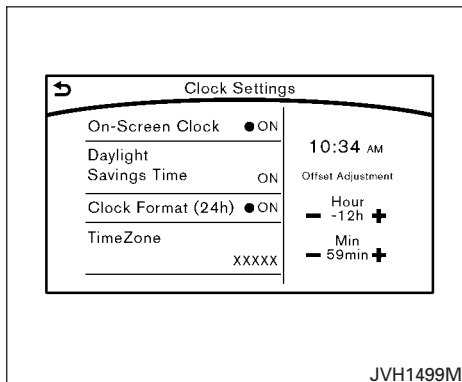 Clock Settings
On-Screen Clock ●ON
Daylight
Savings Time ON
Clock Format (24h) ●ON
TimeZone
XXXXX
10:34 AM
Offset Adjustment
Hour
− -12h +
Min
− 59min +
JVH1499M